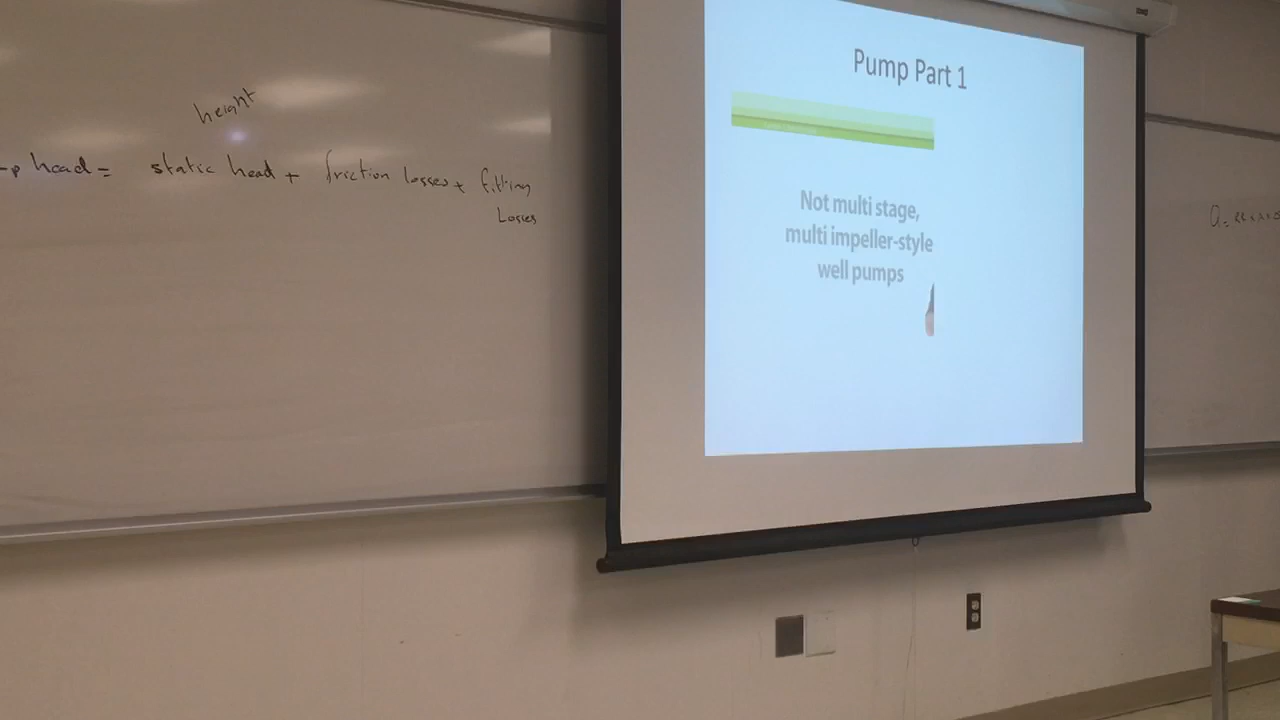 height
head = static head + friction losses + fitting
Losses
Pump Part 1
Not multi stage,
multi impeller-style
well pumps